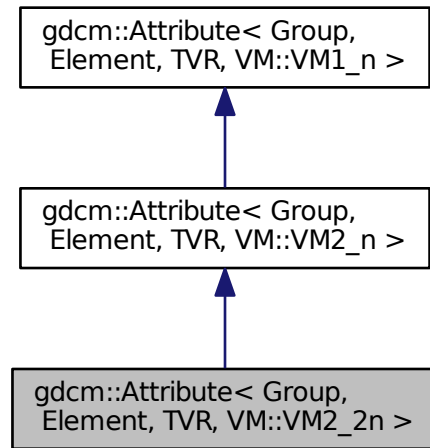 gdcm::Attribute< Group,
Element, TVR, VM::VM1_n >
gdcm::Attribute< Group,
Element, TVR, VM::VM2_n >
gdcm::Attribute< Group,
Element, TVR, VM::VM2_2n >